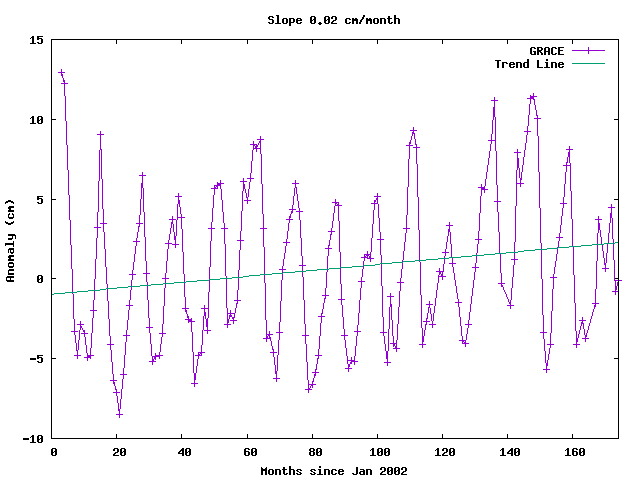 Slope 0.02 cm/month
GRACE
Trend Line
15
10
5
0
-5
-10
Anomaly (cm)
0 20 40 60 80 100 120 140 160
Months since Jan 2002